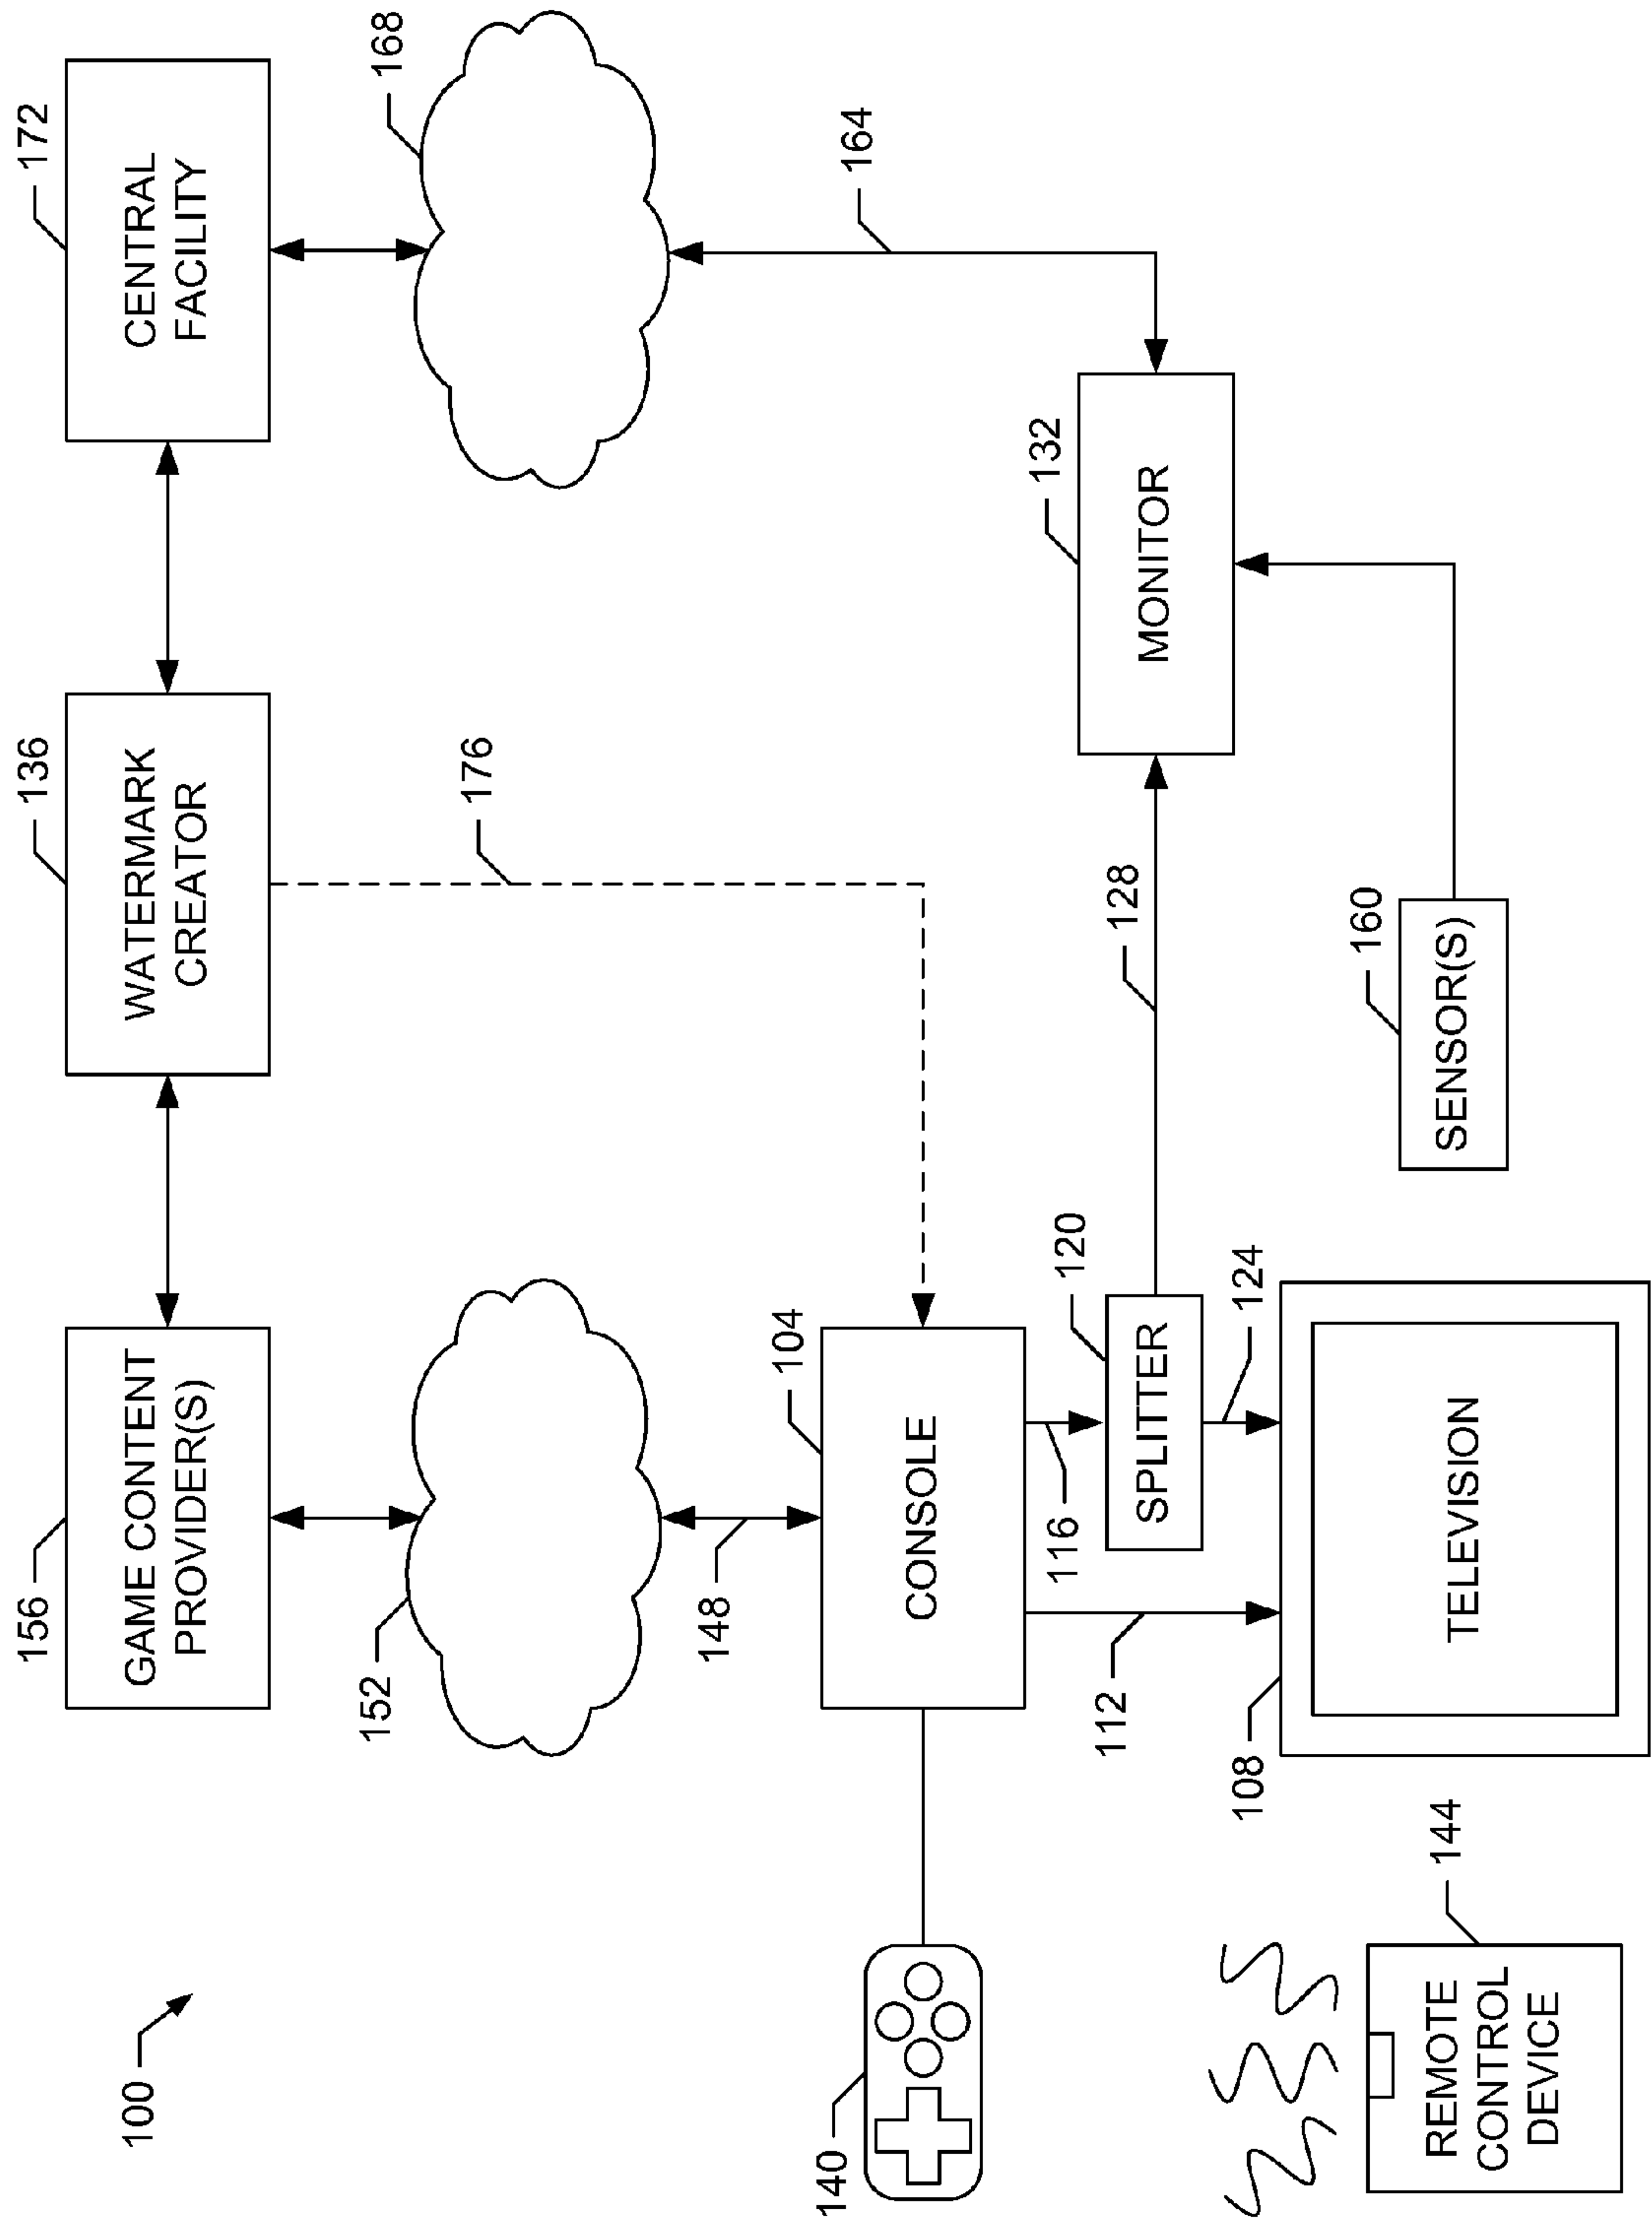 100
156
GAME CONTENT
PROVIDER(S)
136
WATERMARK
CREATOR
172
CENTRAL
FACILITY
152
168
176
148
164
140
104
CONSOLE
132
MONITOR
112
116
120
SPLITTER
128
124
108
TELEVISION
160
SENSOR(S)
144
REMOTE
CONTROL
DEVICE